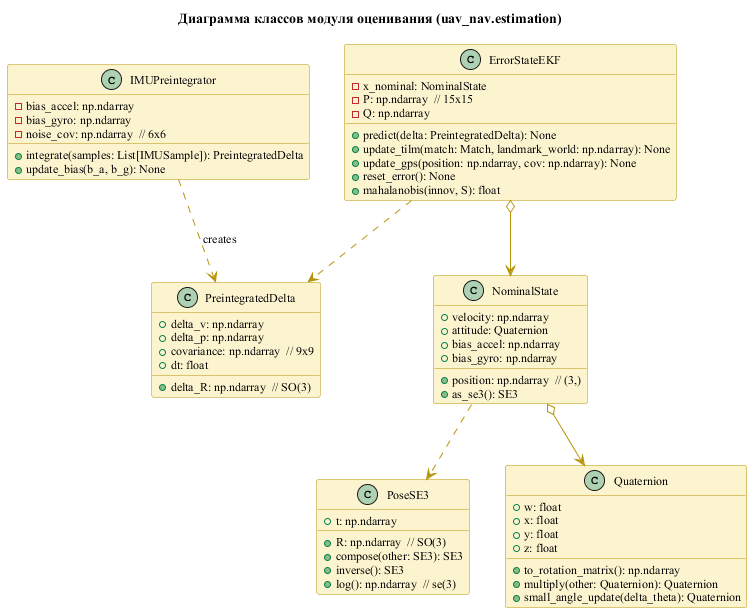 Диаграмма классов модуля оценивания (uav_nav.estimation)
C IMUPreintegrator
bias_accel: np.ndarray
bias_gyro: np.ndarray
noise_cov: np.ndarray // 6x6
integrate(samples: List[IMUSample]): PreintegratedDelta
update_bias(b_a, b_g): None
C ErrorStateEKF
x_nominal: NominalState
P: np.ndarray // 15x15
Q: np.ndarray
predict(delta: PreintegratedDelta): None
update_tilm(match: Match, landmark_world: np.ndarray): None
update_gps(position: np.ndarray, cov: np.ndarray): None
reset_error(): None
mahalanobis(innov, S): float
creates
C PreintegratedDelta
delta_v: np.ndarray
delta_p: np.ndarray
covariance: np.ndarray // 9x9
dt: float
delta_R: np.ndarray // SO(3)
C NominalState
velocity: np.ndarray
attitude: Quaternion
bias_accel: np.ndarray
bias_gyro: np.ndarray
position: np.ndarray // (3,)
as_se3(): SE3
C PoseSE3
t: np.ndarray
R: np.ndarray // SO(3)
compose(other: SE3): SE3
inverse(): SE3
log(): np.ndarray // se(3)
C Quaternion
w: float
x: float
y: float
z: float
to_rotation_matrix(): np.ndarray
multiply(other: Quaternion): Quaternion
small_angle_update(delta_theta): Quaternion